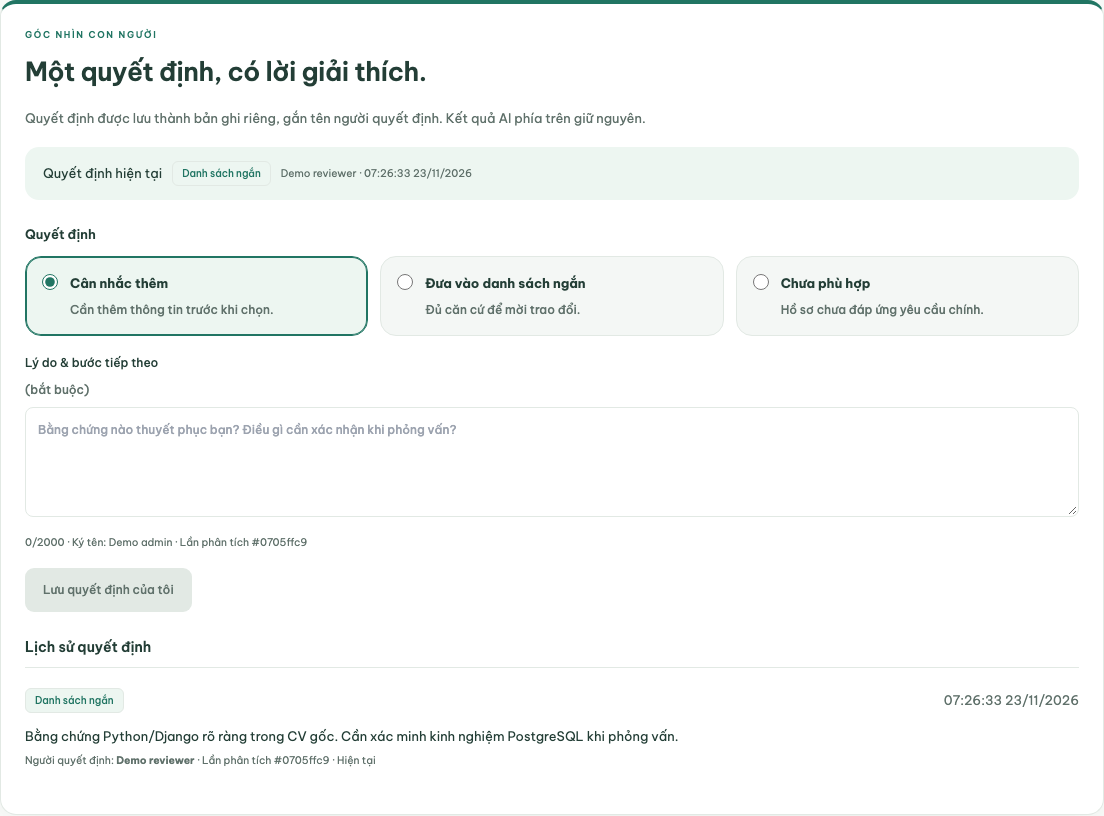 GÓC NHÌN CON NGƯỜI
Một quyết định, có lời giải thích.
Quyết định được lưu thành bản ghi riêng, gắn tên người quyết định. Kết quả AI phía trên giữ nguyên.
Quyết định hiện tại Danh sách ngắn Demo reviewer · 07:26:33 23/11/2026
Quyết định
Cân nhắc thêm
Cần thêm thông tin trước khi chọn.
Đưa vào danh sách ngắn
Đủ căn cứ để mời trao đổi.
Chưa phù hợp
Hồ sơ chưa đáp ứng yêu cầu chính.
Lý do & bước tiếp theo
(bắt buộc)
Bằng chứng nào thuyết phục bạn? Điều gì cần xác nhận khi phỏng vấn?
0/2000 · Ký tên: Demo admin · Lần phân tích #0705ffc9
Lưu quyết định của tôi
Lịch sử quyết định
Danh sách ngắn 07:26:33 23/11/2026
Bằng chứng Python/Django rõ ràng trong CV gốc. Cần xác minh kinh nghiệm PostgreSQL khi phỏng vấn.
Người quyết định: Demo reviewer · Lần phân tích #0705ffc9 · Hiện tại